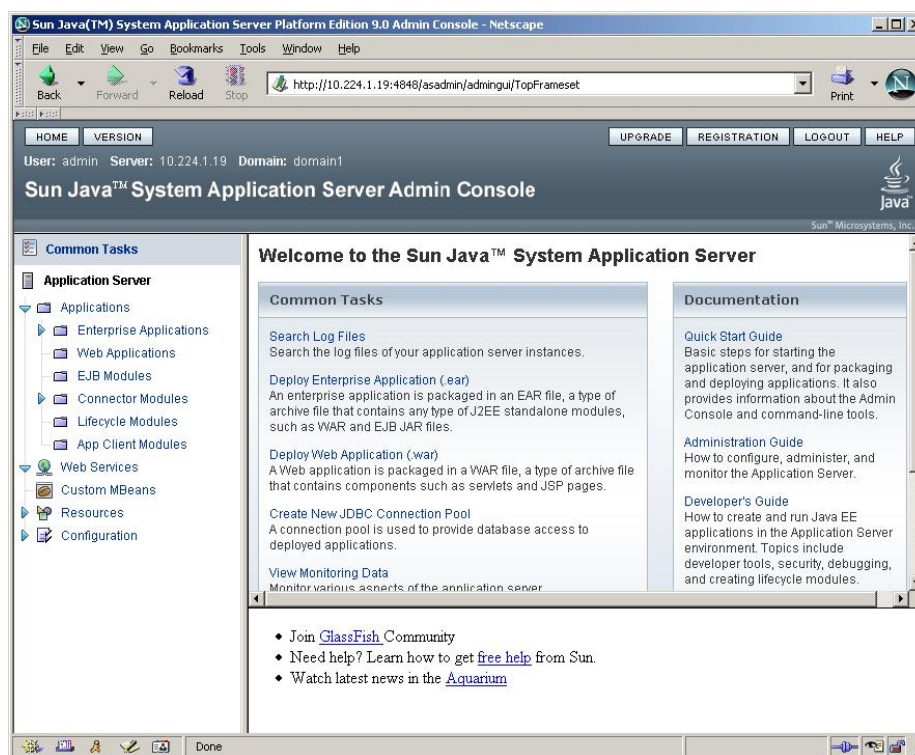 Sun Java(TM) System Application Server Platform Edition 9.0 Admin Console - Netscape
File Edit View Go Bookmarks Tools Window Help
Back Forward Reload Stop http://10.224.1.19:4848/asadmin/admingui/TopFrameset Print N
HOME VERSION UPGRADE REGISTRATION LOGOUT HELP
User: admin Server: 10.224.1.19 Domain: domain1
Sun Java™ System Application Server Admin Console
Java™
Sun™ Microsystems, Inc.
Common Tasks
Application Server
Applications
Enterprise Applications
Web Applications
EJB Modules
Connector Modules
Lifecycle Modules
App Client Modules
Web Services
Custom MBeans
Resources
Configuration
Welcome to the Sun Java™ System Application Server
Common Tasks
Search Log Files
Search the log files of your application server instances.
Deploy Enterprise Application (.ear)
An enterprise application is packaged in an EAR file, a type of
archive file that contains any type of J2EE standalone modules,
such as WAR and EJB JAR files.
Deploy Web Application (.war)
A Web application is packaged in a WAR file, a type of archive file
that contains components such as servlets and JSP pages.
Create New JDBC Connection Pool
A connection pool is used to provide database access to
deployed applications.
View Monitoring Data
Monitor various aspects of the application server
Documentation
Quick Start Guide
Basic steps for starting the
application server, and for packaging
and deploying applications. It also
provides information about the Admin
Console and command-line tools.
Administration Guide
How to configure, administer, and
monitor the Application Server.
Developer's Guide
How to create and run Java EE
applications in the Application Server
environment. Topics include
developer tools, security, debugging,
and creating lifecycle modules.
Join GlassFish Community
Need help? Learn how to get free help from Sun.
Watch latest news in the Aquarium
Done